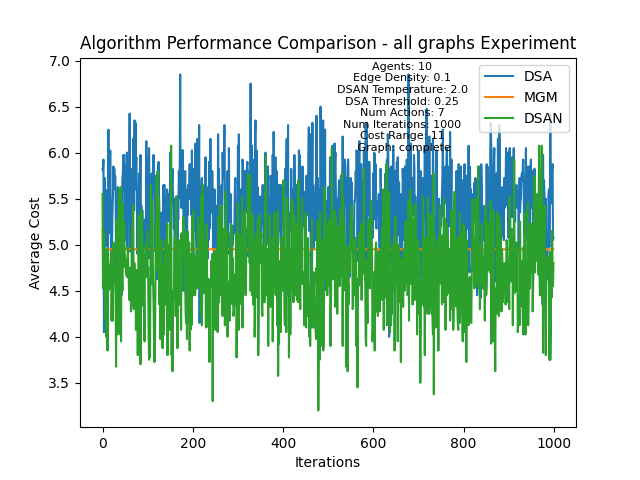 Algorithm Performance Comparison - all graphs Experiment
Agents: 10
Edge Density: 0.1
DSAN Temperature: 2.0
DSA Threshold: 0.25
Num Actions: 7
Num Iterations: 1000
Cost Range: 11
Graph: complete
DSA
MGM
DSAN
Average Cost
7.0
6.5
6.0
5.5
5.0
4.5
4.0
3.5
0
200
400
600
800
1000
Iterations